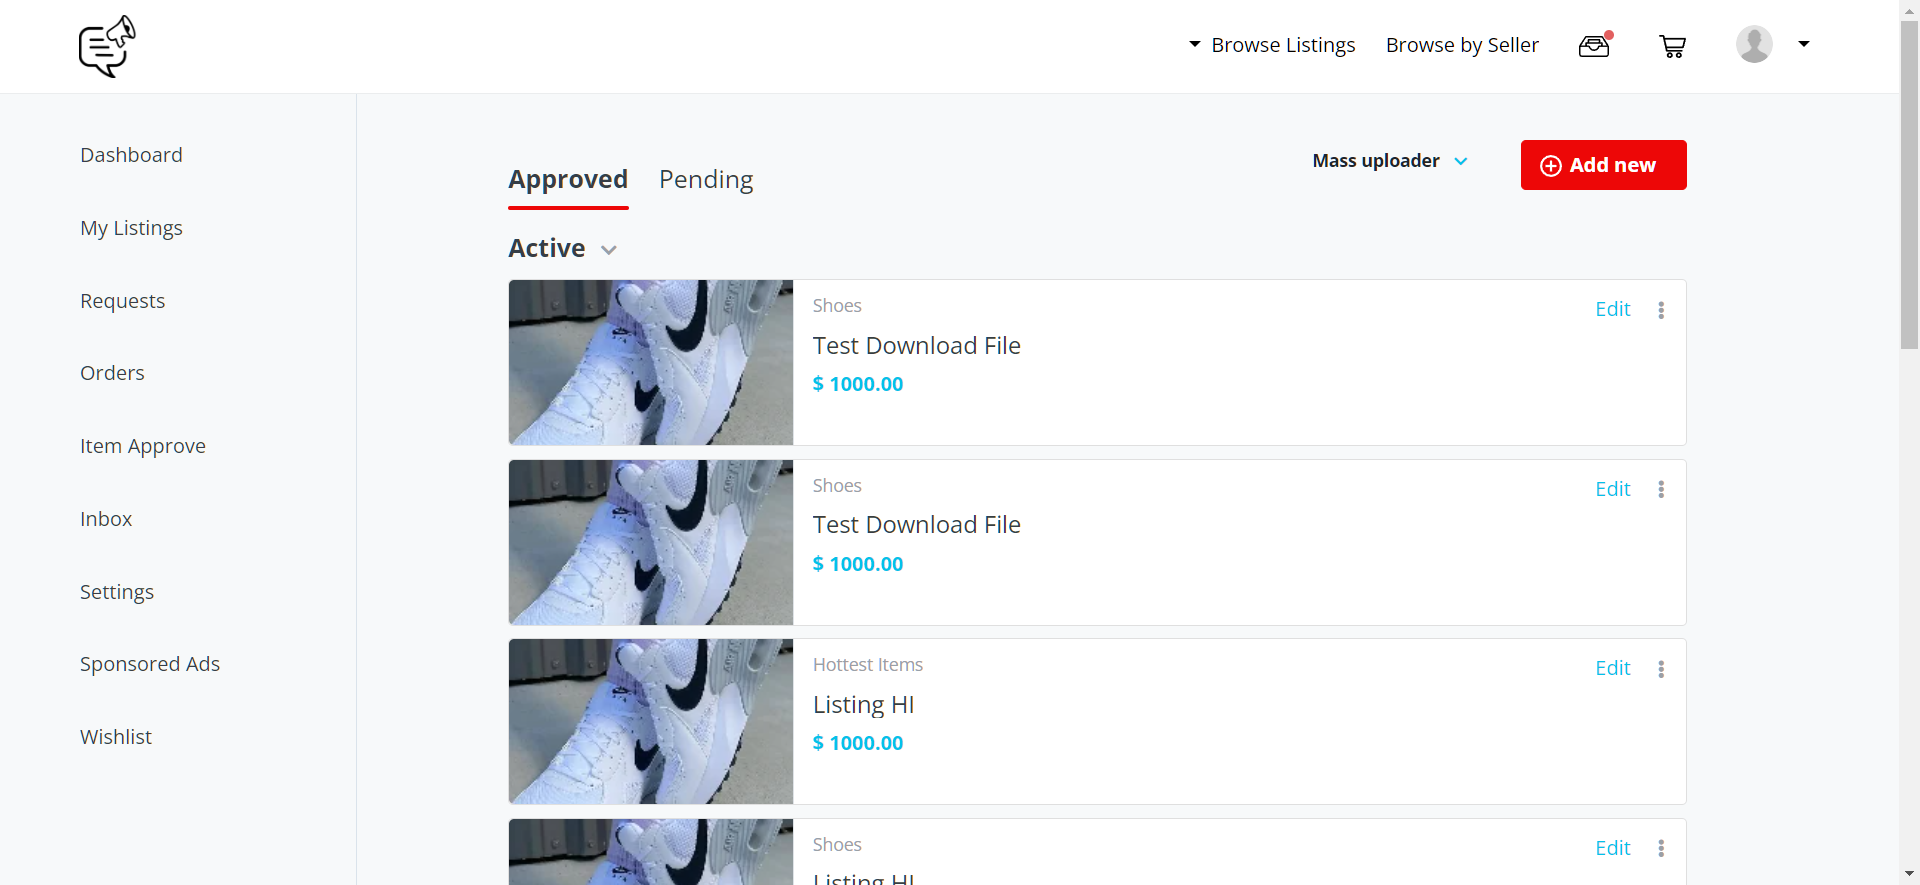 Browse Listings
Browse by Seller
Dashboard
My Listings
Requests
Orders
Item Approve
Inbox
Settings
Sponsored Ads
Wishlist
Approved
Pending
Mass uploader
Add new
Active
Shoes
Test Download File
$ 1000.00
Edit
Shoes
Test Download File
$ 1000.00
Edit
Hottest Items
Listing HI
$ 1000.00
Edit
Shoes
Listing HI
Edit